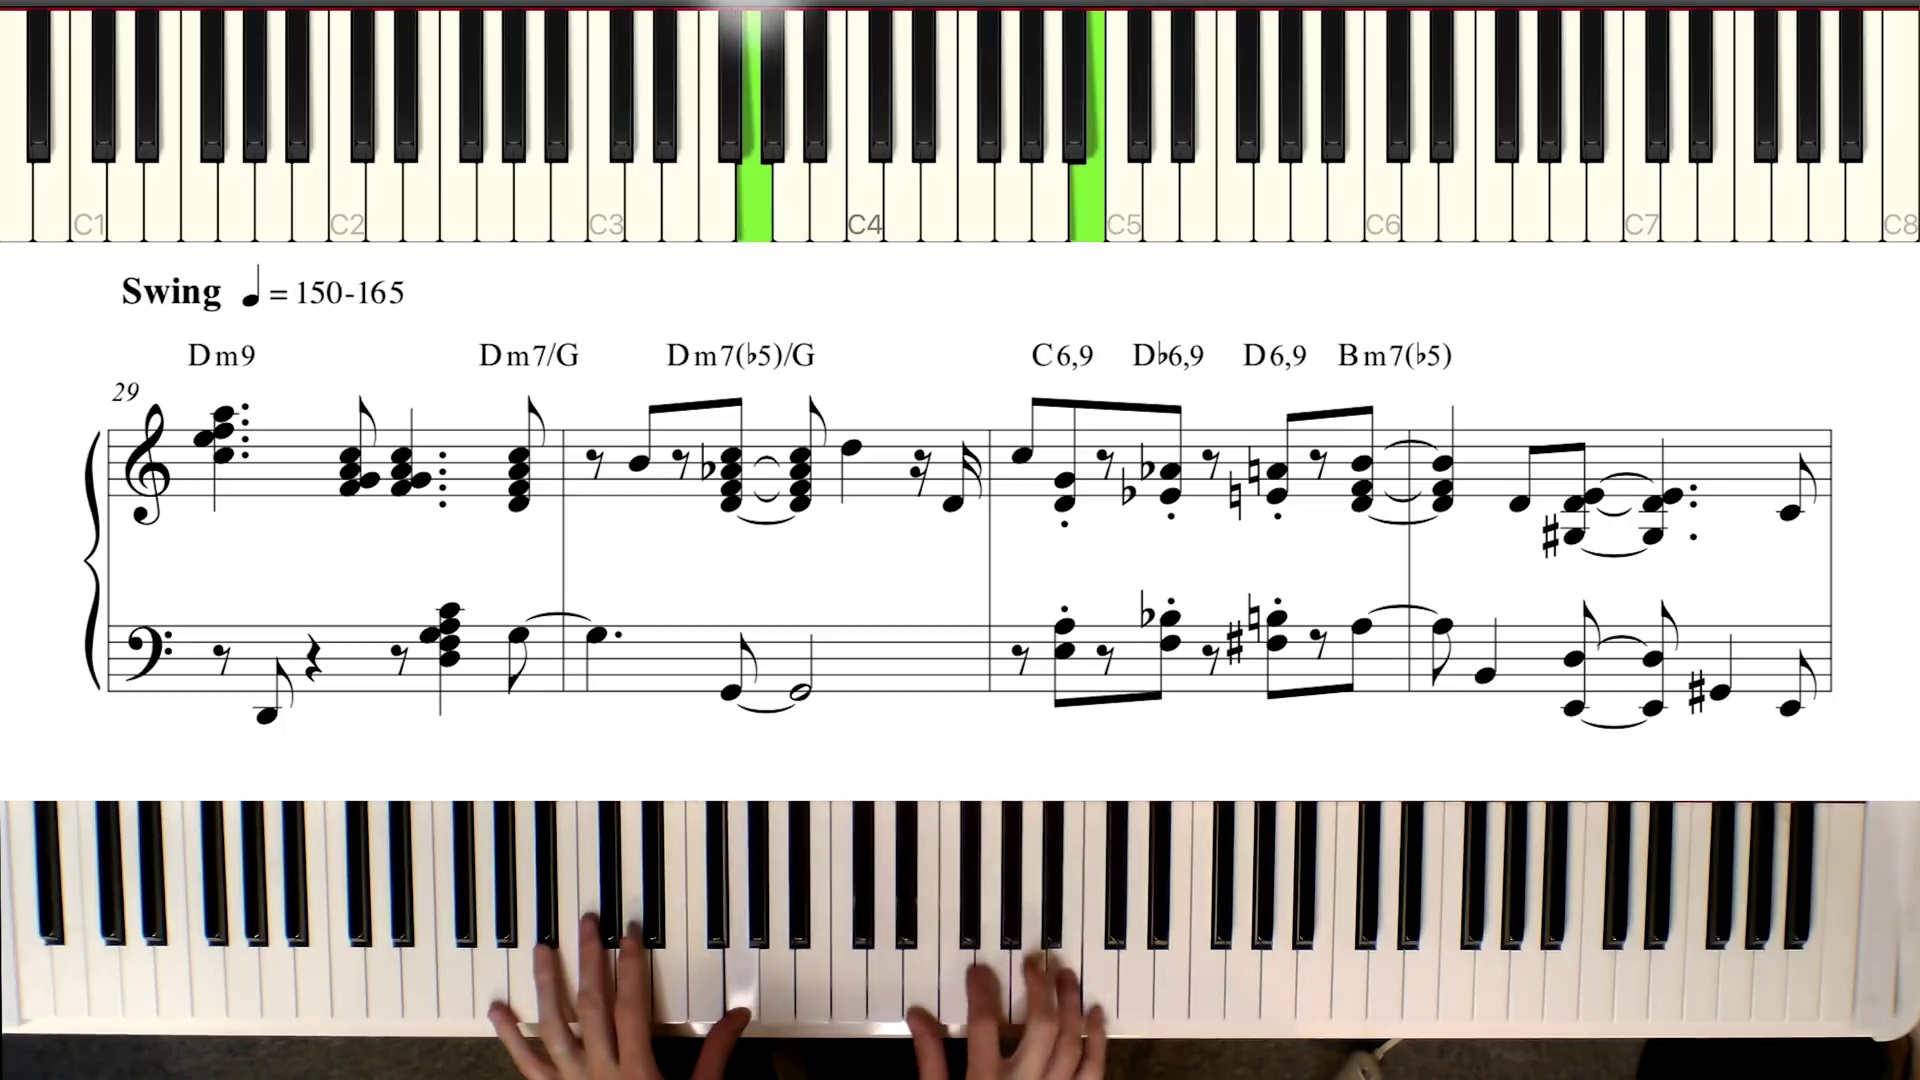 C1 C2 C3 C4 C5 C6 C7 C8
Swing ♩ = 150-165
Dm9 Dm7/G Dm7(♭5)/G C6,9 D♭6,9 D6,9 Bm7(♭5)
29